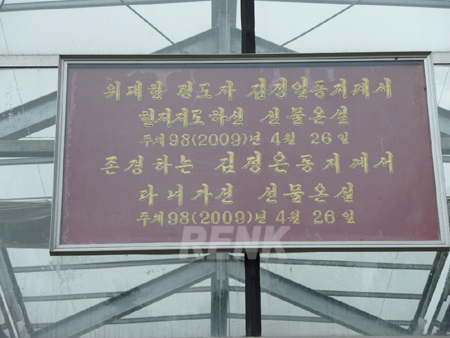 위대한 령도자 김정일동지께서
현지지도하신 선물온실
주체98(2009)년 4월 26일
존경하는 김정은동지께서
다녀가신 선물온실
주체98(2009)년 4월 26일
RENK